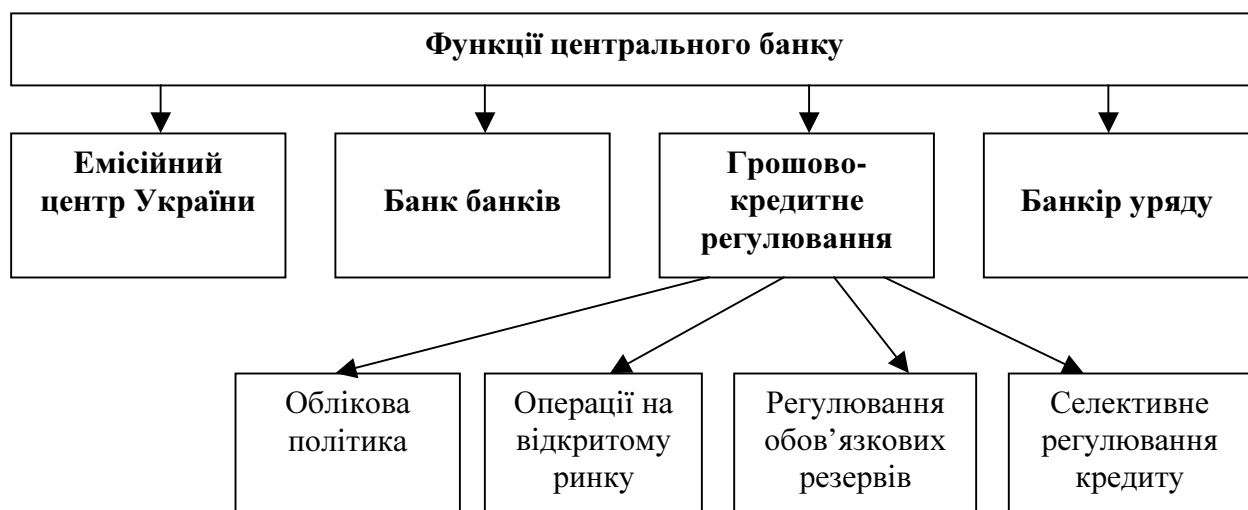 Функції центрального банку
Емісійний
центр України
Банк банків
Грошово-
кредитне
регулювання
Банкір уряду
Облікова
політика
Операції на
відкритому
ринку
Регулювання
обов’язкових
резервів
Селективне
регулювання
кредиту